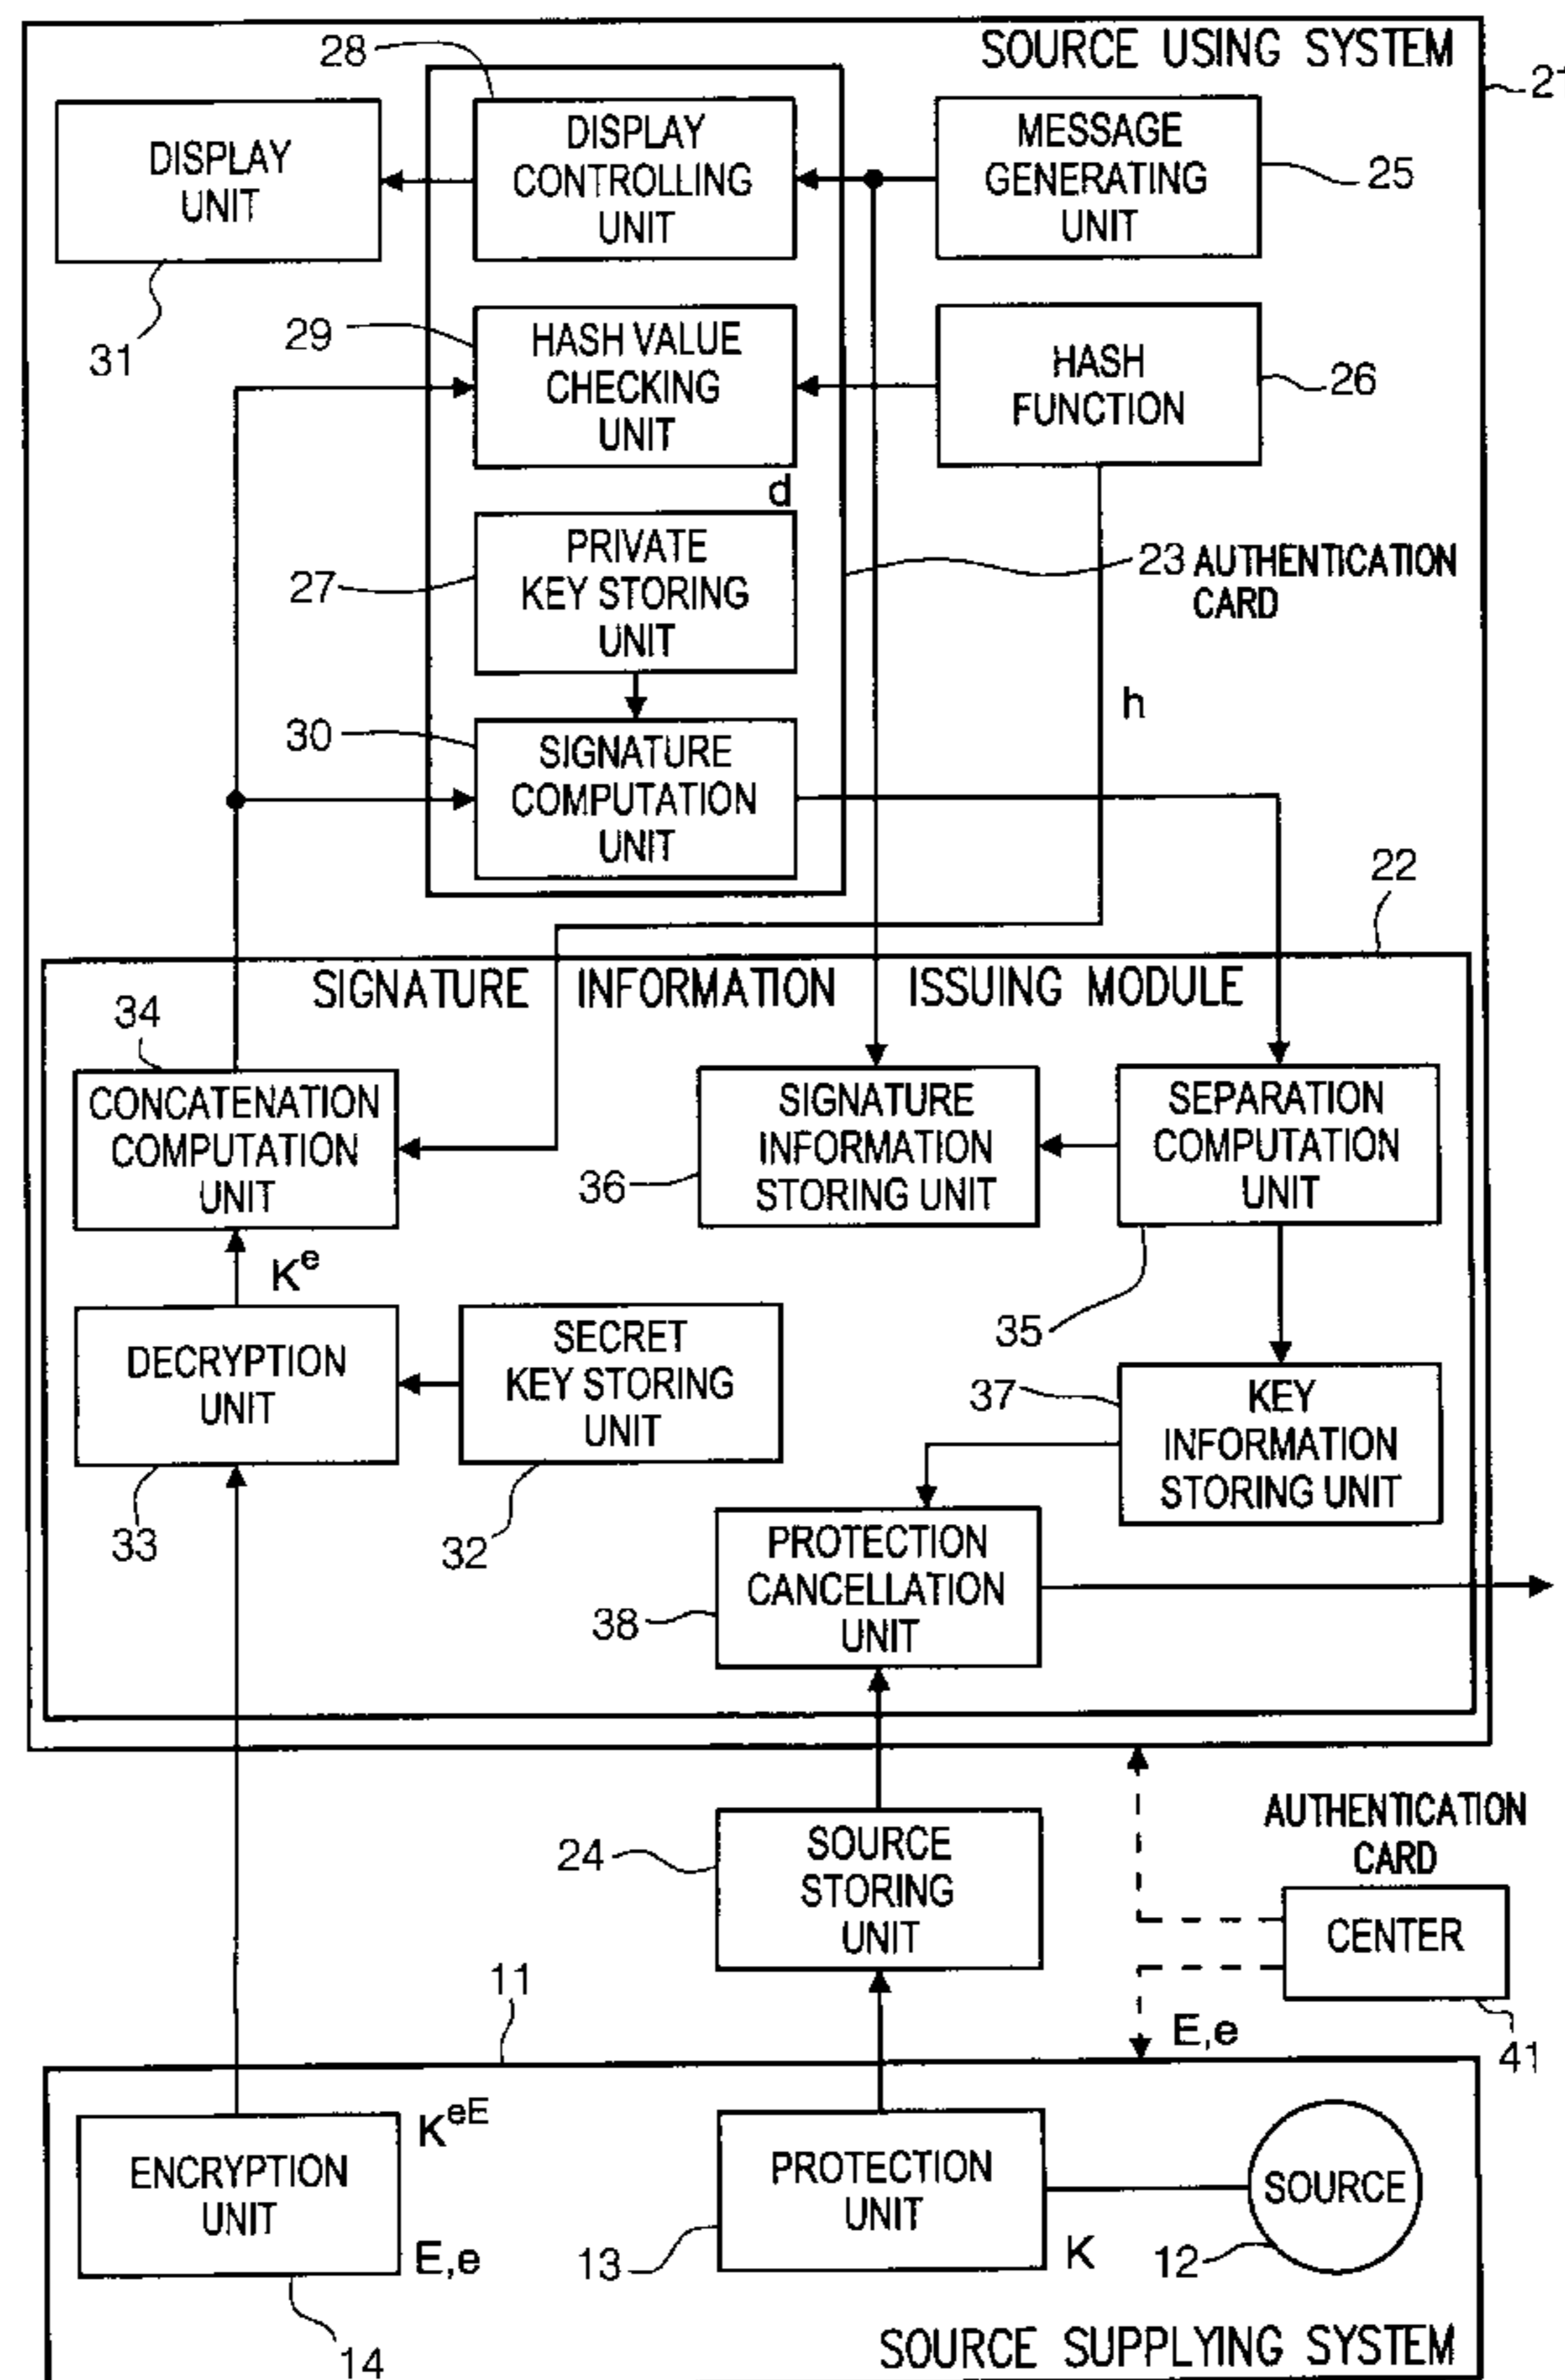 SOURCE USING SYSTEM
28
DISPLAY
UNIT
DISPLAY
CONTROLLING
UNIT
MESSAGE
GENERATING
UNIT
25
31
29
HASH VALUE
CHECKING
UNIT
HASH
FUNCTION
26
d
27
PRIVATE
KEY STORING
UNIT
23 AUTHENTICATION
CARD
h
30
SIGNATURE
COMPUTATION
UNIT
22
SIGNATURE INFORMATION ISSUING MODULE
34
CONCATENATION
COMPUTATION
UNIT
SIGNATURE
INFORMATION
STORING UNIT
36
SEPARATION
COMPUTATION
UNIT
35
K^e
DECRYPTION
UNIT
33
SECRET
KEY STORING
UNIT
32
37
KEY
INFORMATION
STORING UNIT
PROTECTION
CANCELLATION
UNIT
38
24
SOURCE
STORING
UNIT
AUTHENTICATION
CARD
CENTER
41
E,e
11
K^eE
ENCRYPTION
UNIT
E,e
14
PROTECTION
UNIT
13
K
SOURCE
12
SOURCE SUPPLYING SYSTEM